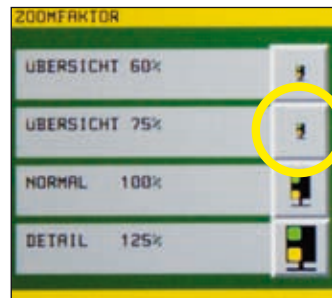 ZOOMFAKTOR
UBERSICHT 60%
UBERSICHT 75%
NORMAL 100%
DETAIL 125%